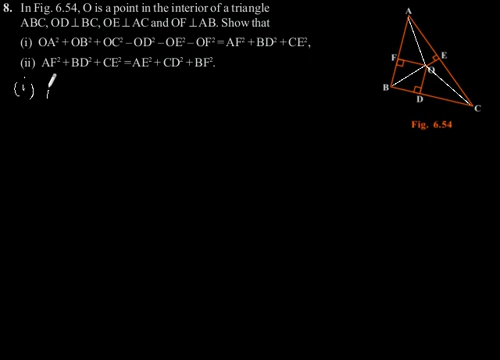 8. In Fig. 6.54, O is a point in the interior of a triangle
ABC, OD ⊥ BC, OE ⊥ AC and OF ⊥ AB. Show that
(i) OA² + OB² + OC² – OD² – OE² – OF² = AF² + BD² + CE²,
(ii) AF² + BD² + CE² = AE² + CD² + BF².
(i)
A
F
E
O
B
D
C
Fig. 6.54